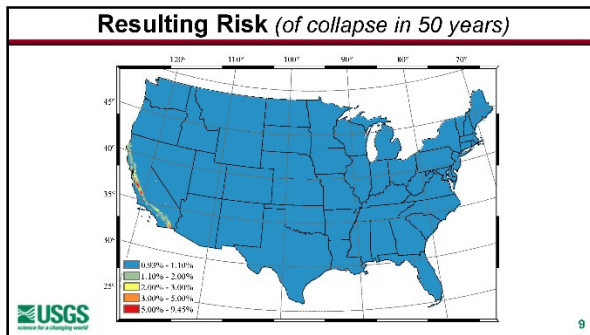 Resulting Risk (of collapse in 50 years)
120° 110° 100° 90° 80° 70°
45°
40°
35°
30°
25°
0.93% - 1.10%
1.10% - 2.00%
2.00% - 3.00%
3.00% - 5.00%
5.00% - 9.45%
USGS
science for a changing world
9